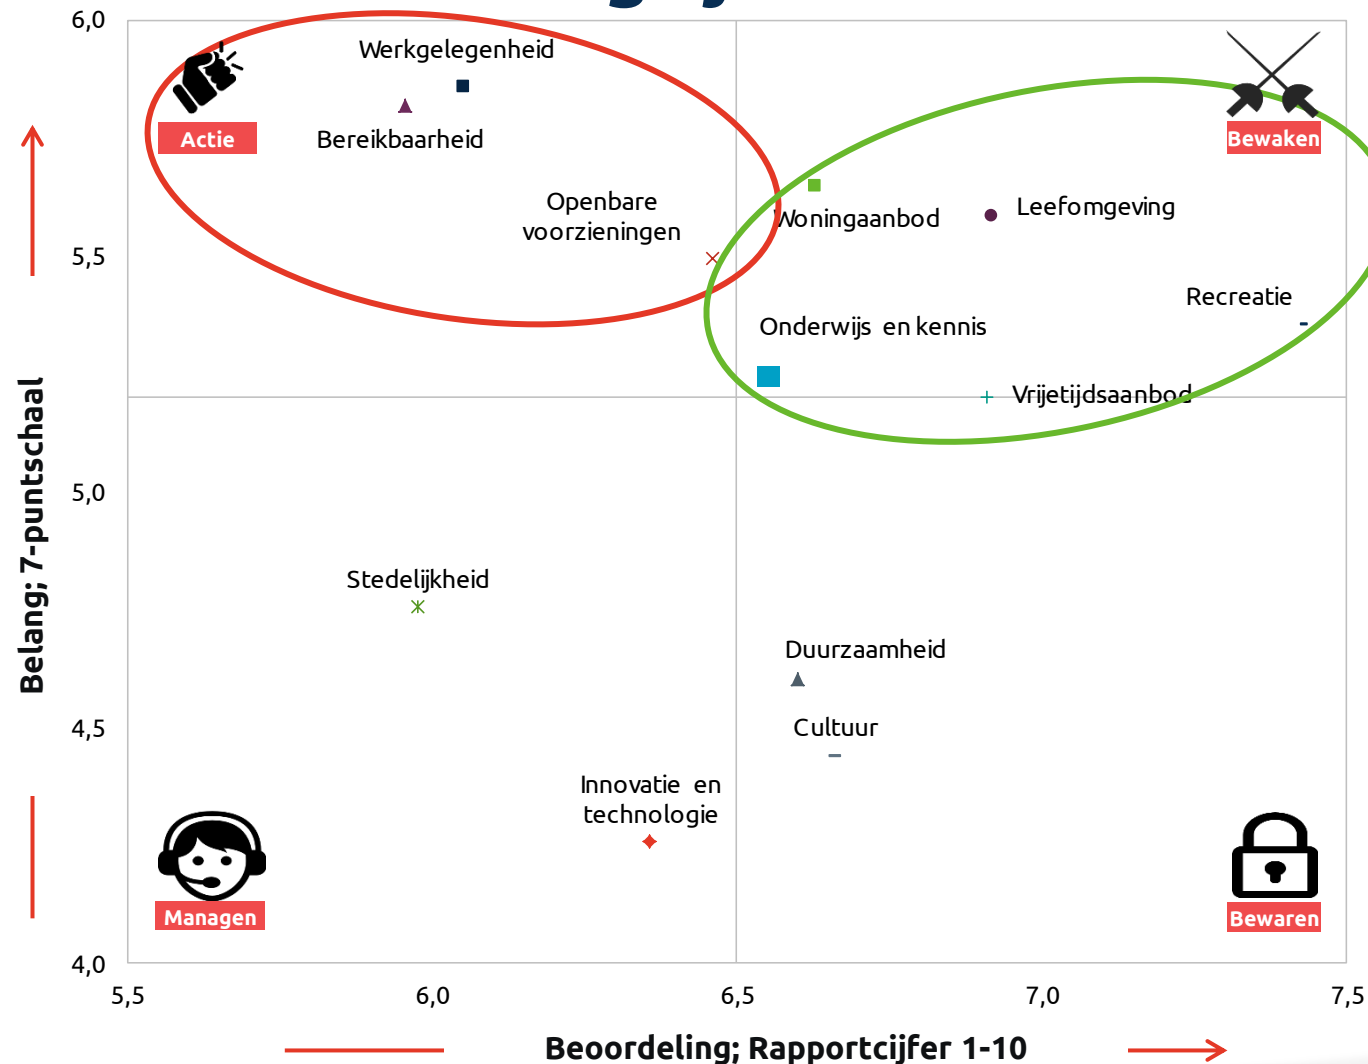 6,0
Werkgelegenheid
Actie
Bereikbaarheid
Bewaken
Openbare
voorzieningen
Woningaanbod
Leefomgeving
5,5
Recreatie
Onderwijs en kennis
Vrijetijdsaanbod
Belang; 7-puntschaal
5,0
Stedelijkheid
Duurzaamheid
4,5
Cultuur
Innovatie en
technologie
Managen
Bewaren
4,0
5,5
6,0
6,5
7,0
7,5
Beoordeling; Rapportcijfer 1-10